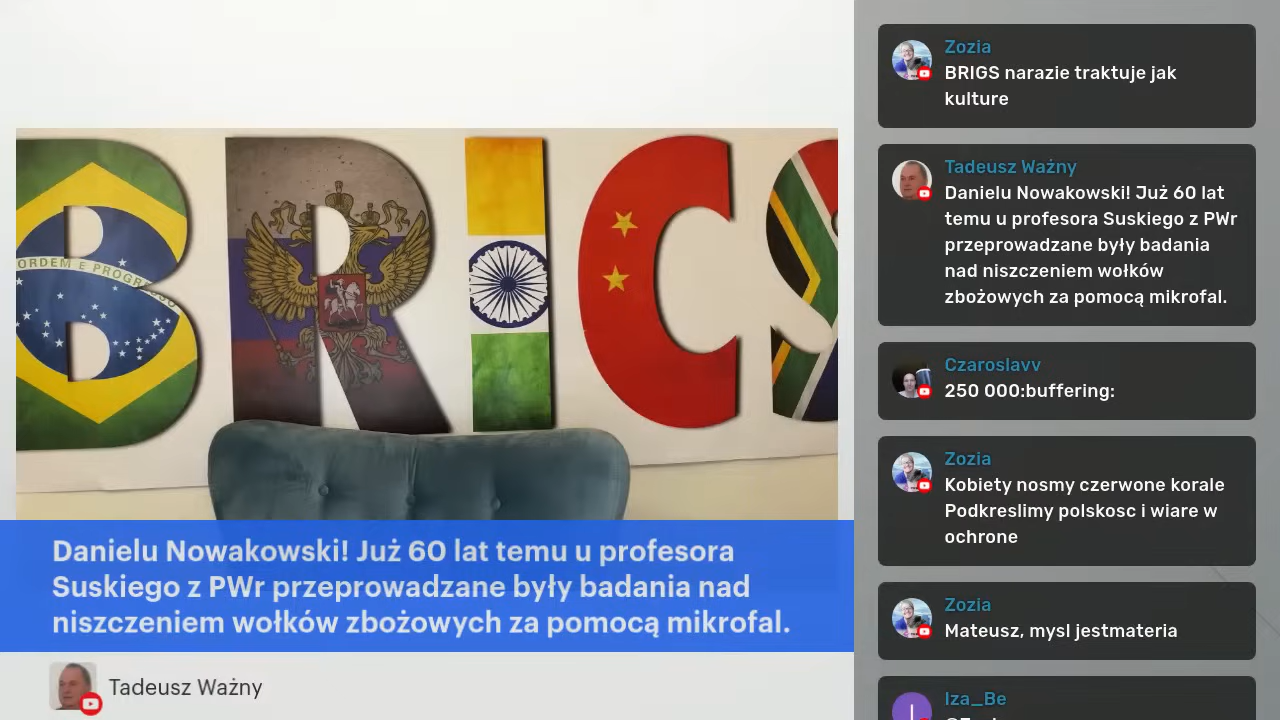 BRICS
ORDEM E PROGRESSO
Danielu Nowakowski! Już 60 lat temu u profesora
Suskiego z PWr przeprowadzane były badania nad
niszczeniem wołków zbożowych za pomocą mikrofal.
Tadeusz Ważny
Zozia
BRIGS narazie traktuje jak
kulture
Tadeusz Ważny
Danielu Nowakowski! Już 60 lat
temu u profesora Suskiego z PWr
przeprowadzane były badania
nad niszczeniem wołków
zbożowych za pomocą mikrofal.
Czaroslavv
250 000:buffering:
Zozia
Kobiety nosmy czerwone korale
Podkreslimy polskosc i wiare w
ochrone
Zozia
Mateusz, mysl jestmateria
Iza_Be